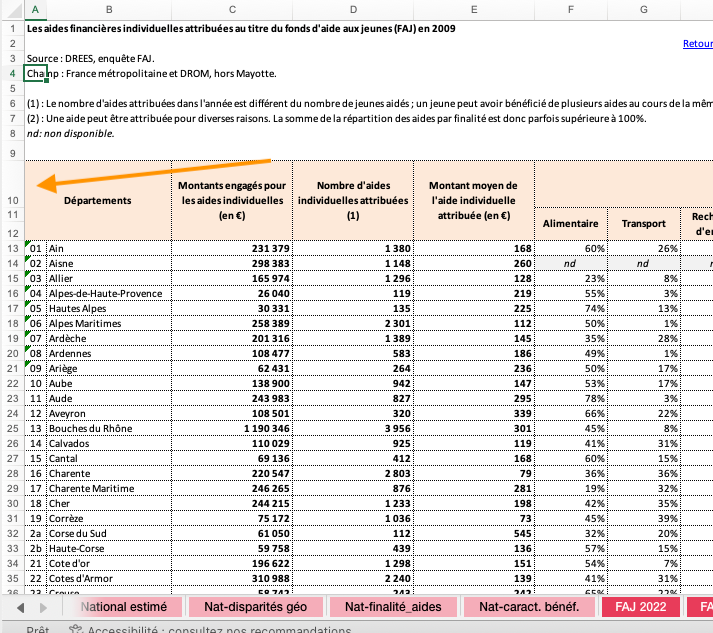 A B C D E F G
1 Les aides financières individuelles attribuées au titre du fonds d'aide aux jeunes (FAJ) en 2009
2 Retour
3 Source : DREES, enquête FAJ.
4 Champ : France métropolitaine et DROM, hors Mayotte.
5
6 (1) : Le nombre d'aides attribuées dans l'année est différent du nombre de jeunes aidés ; un jeune peut avoir bénéficié de plusieurs aides au cours de la mêm
7 (2) : Une aide peut être attribuée pour diverses raisons. La somme de la répartition des aides par finalité est donc parfois supérieure à 100%.
8 nd: non disponible.
9
10 Départements
Montants engagés pour les aides individuelles (en €)
Nombre d'aides individuelles attribuées (1)
Montant moyen de l'aide individuelle attribuée (en €)
11
12 Alimentaire Transport Rech d'e
13 01 Ain 231 379 1 380 168 60% 26%
14 02 Aisne 298 383 1 148 260 nd nd
15 03 Allier 165 974 1 296 128 23% 8%
16 04 Alpes-de-Haute-Provence 26 040 119 219 55% 3%
17 05 Hautes Alpes 30 331 135 225 74% 13%
18 06 Alpes Maritimes 258 389 2 301 112 50% 1%
19 07 Ardèche 201 316 1 389 145 35% 28%
20 08 Ardennes 108 477 583 186 49% 1%
21 09 Ariège 62 431 264 236 50% 17%
22 10 Aube 138 900 942 147 53% 17%
23 11 Aude 243 983 827 295 78% 3%
24 12 Aveyron 108 501 320 339 66% 22%
25 13 Bouches du Rhône 1 190 346 3 956 301 45% 8%
26 14 Calvados 110 029 925 119 41% 31%
27 15 Cantal 69 136 412 168 60% 15%
28 16 Charente 220 547 2 803 79 36% 36%
29 17 Charente Maritime 246 265 876 281 19% 32%
30 18 Cher 244 215 1 233 198 42% 35%
31 19 Corrèze 75 172 1 036 73 45% 39%
32 2a Corse du Sud 61 050 112 545 32% 20%
33 2b Haute-Corse 59 758 439 136 57% 15%
34 21 Cote d'or 196 622 1 298 151 54% 7%
35 22 Cotes d'Armor 310 988 2 240 139 41% 31%
36 23 Creuse 58 742 243 242 65% 22%
National estimé Nat-disparités géo Nat-finalité_aides Nat-caract. bénéf. FAJ 2022 FA
Prêt Accessibilité : consultez nos recommandations